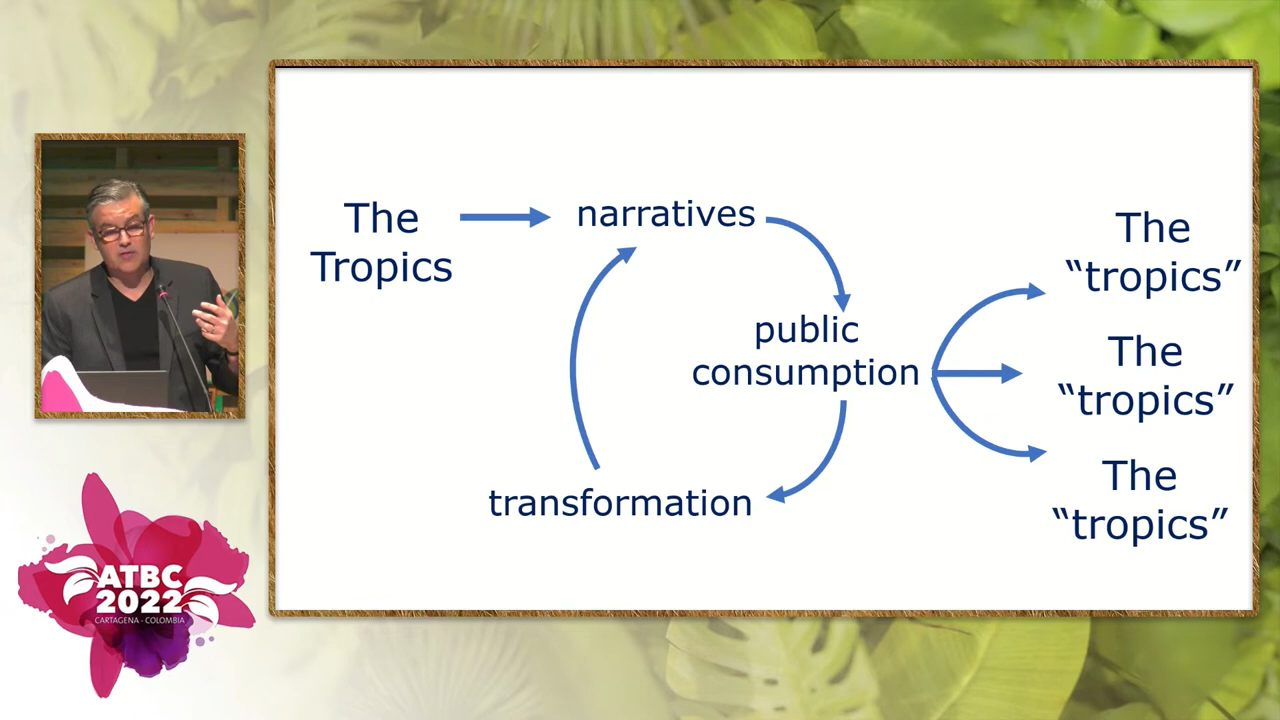 The
Tropics
narratives
public
consumption
transformation
The
“tropics”
The
“tropics”
The
“tropics”
ATBC
2022
CARTAGENA - COLOMBIA